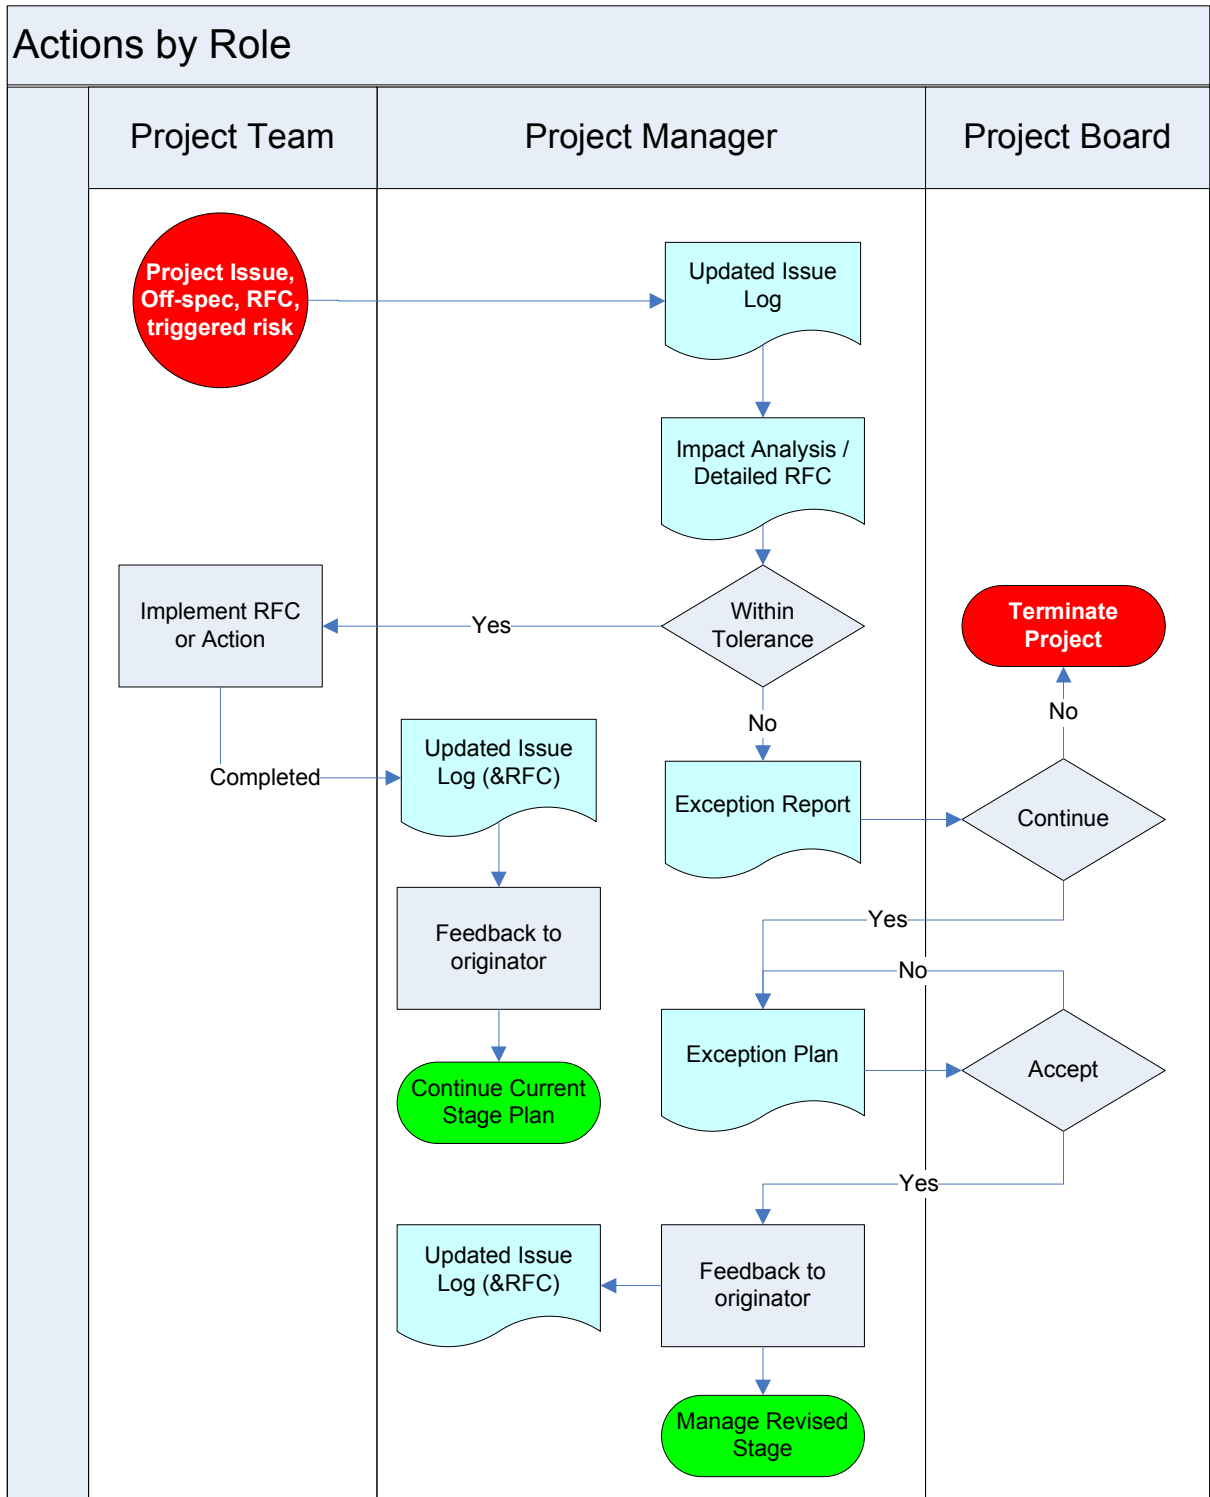 Actions by Role
Project Team
Project Manager
Project Board
Project Issue,
Off-spec, RFC,
triggered risk
Updated Issue
Log
Impact Analysis /
Detailed RFC
Within
Tolerance
Yes
Implement RFC
or Action
Terminate
Project
No
No
Completed
Updated Issue
Log (&RFC)
Exception Report
Continue
Yes
Feedback to
originator
No
Exception Plan
Accept
Continue Current
Stage Plan
Yes
Updated Issue
Log (&RFC)
Feedback to
originator
Manage Revised
Stage